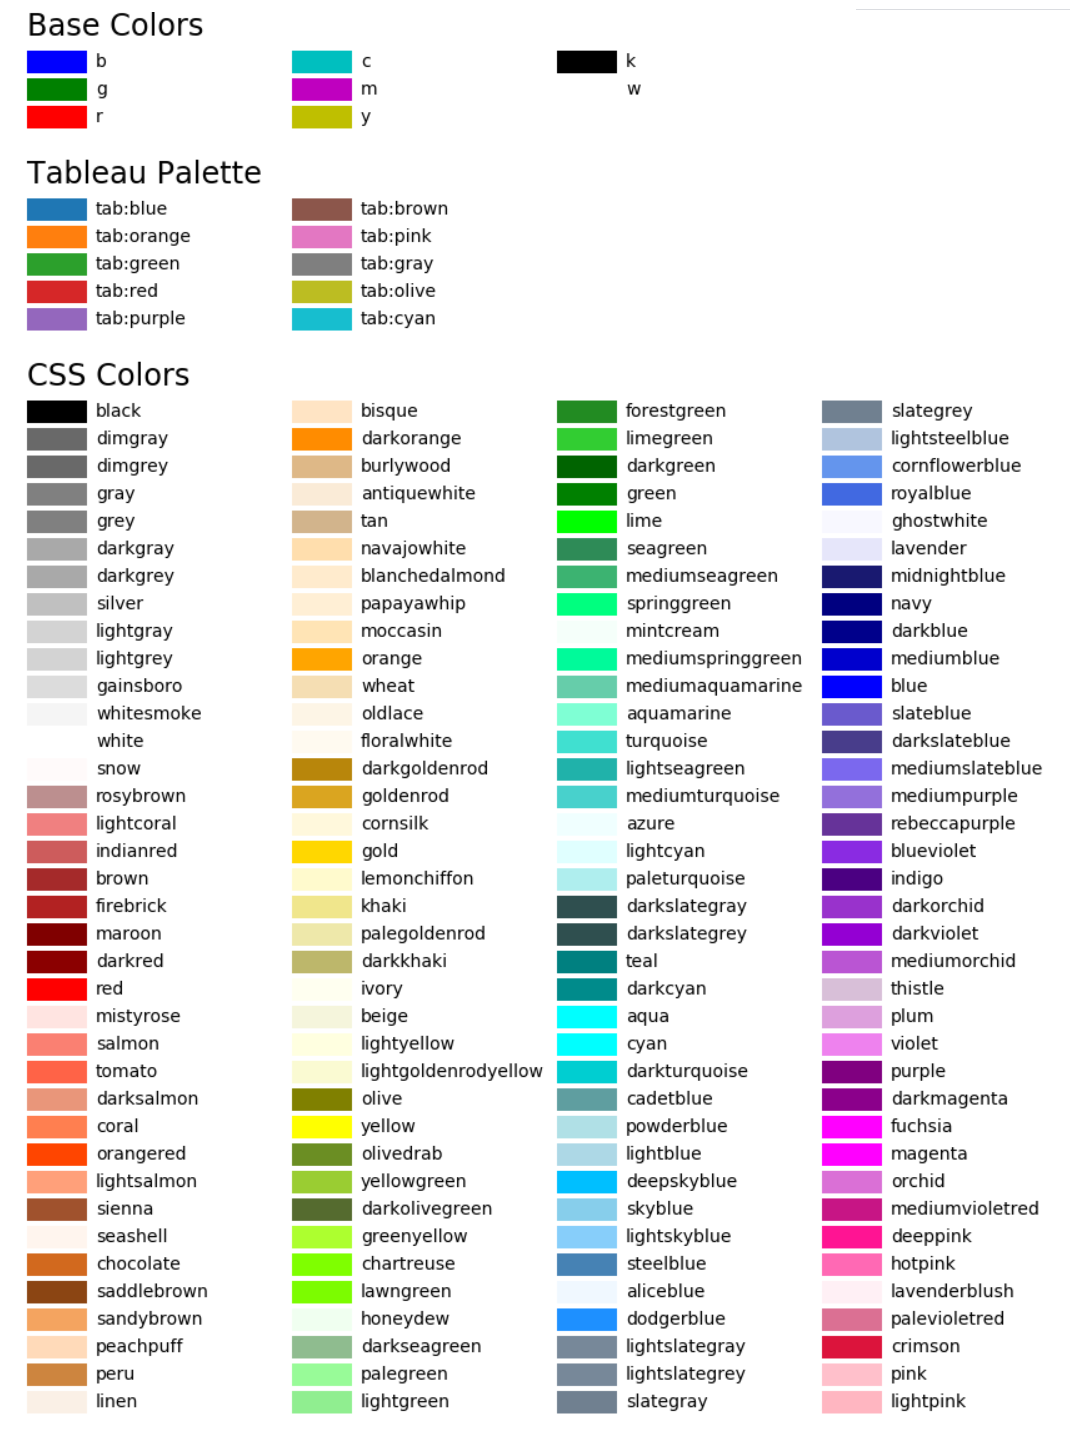 Base Colors
b
g
r
c
m
y
k
w
Tableau Palette
tab:blue
tab:orange
tab:green
tab:red
tab:purple
tab:brown
tab:pink
tab:gray
tab:olive
tab:cyan
CSS Colors
black
dimgray
dimgrey
gray
grey
darkgray
darkgrey
silver
lightgray
lightgrey
gainsboro
whitesmoke
white
snow
rosybrown
lightcoral
indianred
brown
firebrick
maroon
darkred
red
mistyrose
salmon
tomato
darksalmon
coral
orangered
lightsalmon
sienna
seashell
chocolate
saddlebrown
sandybrown
peachpuff
peru
linen
bisque
darkorange
burlywood
antiquewhite
tan
navajowhite
blanchedalmond
papayawhip
moccasin
orange
wheat
oldlace
floralwhite
darkgoldenrod
goldenrod
cornsilk
gold
lemonchiffon
khaki
palegoldenrod
darkkhaki
ivory
beige
lightyellow
lightgoldenrodyellow
olive
yellow
olivedrab
yellowgreen
darkolivegreen
greenyellow
chartreuse
lawngreen
honeydew
darkseagreen
palegreen
lightgreen
forestgreen
limegreen
darkgreen
green
lime
seagreen
mediumseagreen
springgreen
mintcream
mediumspringgreen
mediumaquamarine
aquamarine
turquoise
lightseagreen
mediumturquoise
azure
lightcyan
paleturquoise
darkslategray
darkslategrey
teal
darkcyan
aqua
cyan
darkturquoise
cadetblue
powderblue
lightblue
deepskyblue
skyblue
lightskyblue
steelblue
aliceblue
dodgerblue
lightslategray
lightslategrey
slategray
slategrey
lightsteelblue
cornflowerblue
royalblue
ghostwhite
lavender
midnightblue
navy
darkblue
mediumblue
blue
slateblue
darkslateblue
mediumslateblue
mediumpurple
rebeccapurple
blueviolet
indigo
darkorchid
darkviolet
mediumorchid
thistle
plum
violet
purple
darkmagenta
fuchsia
magenta
orchid
mediumvioletred
deeppink
hotpink
lavenderblush
palevioletred
crimson
pink
lightpink